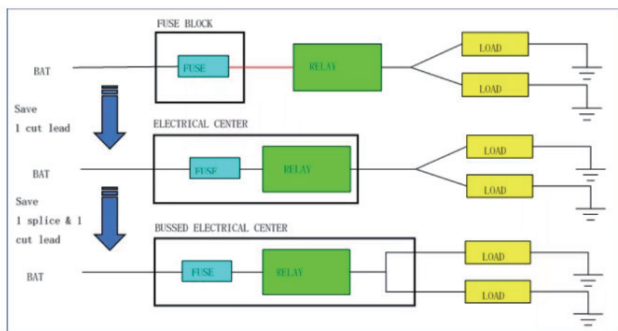 FUSE BLOCK
LOAD
BAT
FUSE
RELAY
LOAD
Save
1 cut lead
ELECTRICAL CENTER
LOAD
BAT
FUSE
RELAY
LOAD
Save
1 splice & 1
cut lead
BUSSED ELECTRICAL CENTER
LOAD
BAT
FUSE
RELAY
LOAD